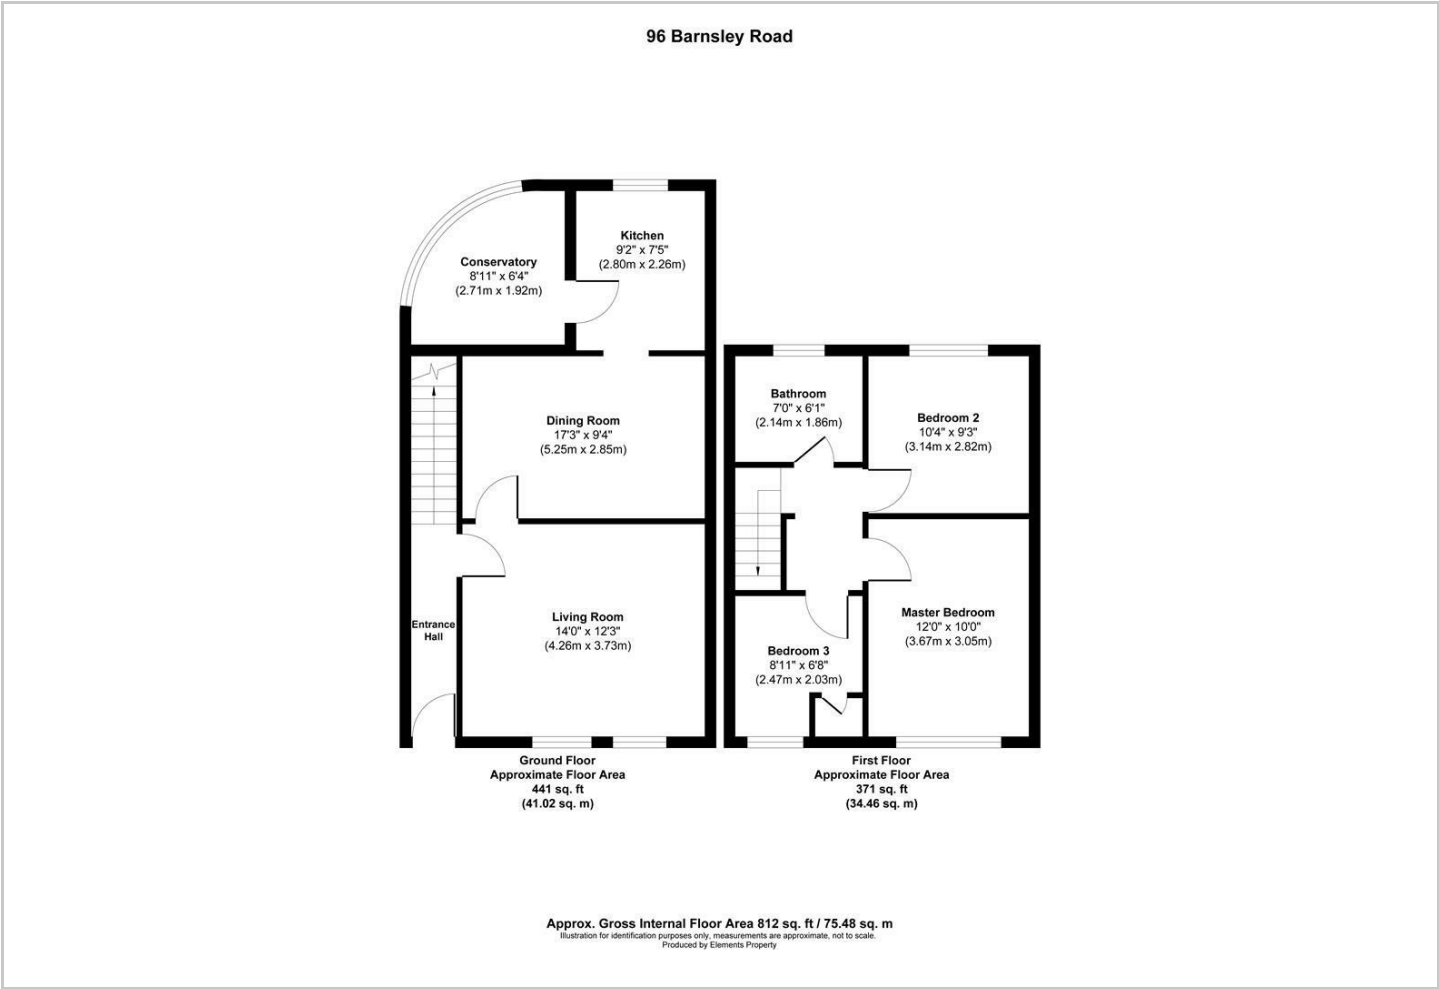 96 Barnsley Road
Kitchen
9'2" x 7'5"
(2.80m x 2.26m)
Conservatory
8'11" x 6'4"
(2.71m x 1.92m)
Dining Room
17'3" x 9'4"
(5.25m x 2.85m)
Living Room
14'0" x 12'3"
(4.26m x 3.73m)
Entrance
Hall
Ground Floor
Approximate Floor Area
441 sq. ft
(41.02 sq. m)
Bathroom
7'0" x 6'1"
(2.14m x 1.86m)
Bedroom 2
10'4" x 9'3"
(3.14m x 2.82m)
Master Bedroom
12'0" x 10'0"
(3.67m x 3.05m)
Bedroom 3
8'11" x 6'8"
(2.47m x 2.03m)
First Floor
Approximate Floor Area
371 sq. ft
(34.46 sq. m)
Approx. Gross Internal Floor Area 812 sq. ft / 75.48 sq. m
Illustration for identification purposes only, measurements are approximate, not to scale.
Produced by Elements Property